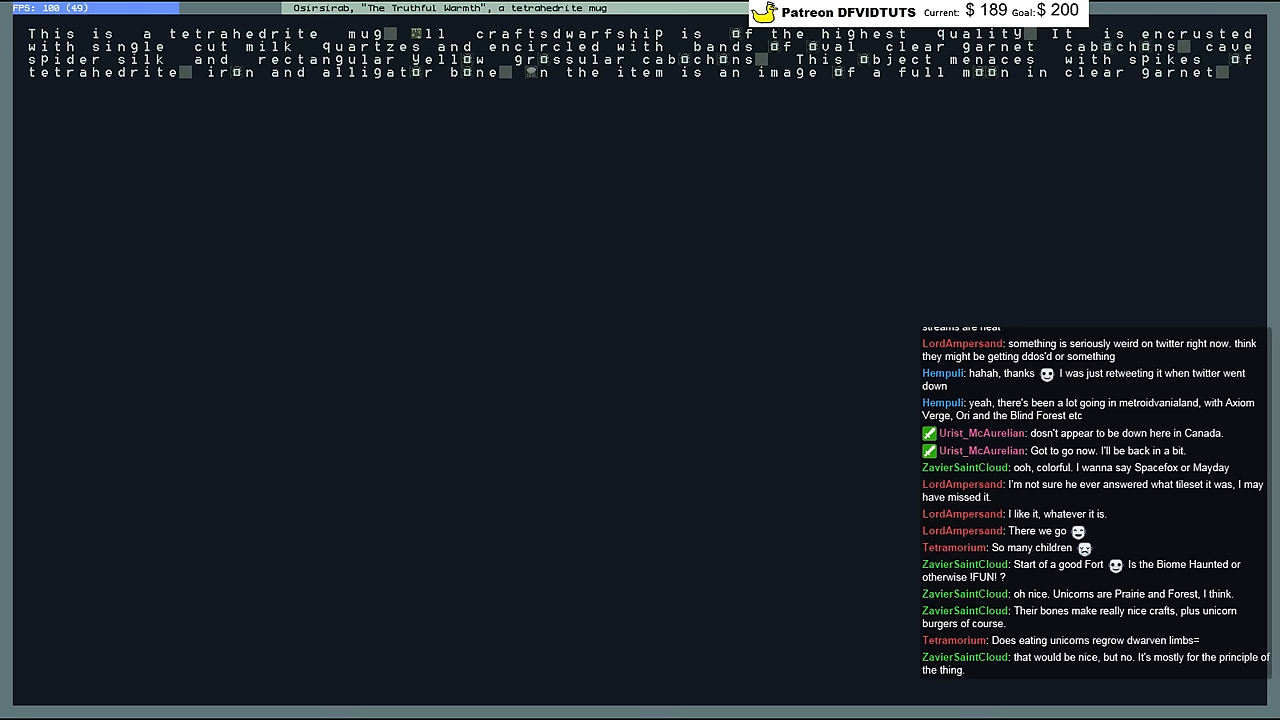 FPS: 100 (49)
Osirsirab, "The Truthful Warmth", a tetrahedrite mug
Patreon DFVIDTUTS Current: $ 189 Goal: $ 200
This is a tetrahedrite mug. All craftsdwarfship is of the highest quality. It is encrusted
with single cut milk quartzes and encircled with bands of oval clear garnet cabochons, cave
spider silk and rectangular yellow grossular cabochons. This object menaces with spikes of
tetrahedrite, iron and alligator bone. On the item is an image of a full moon in clear garnet.
streams are neat
LordAmpersand: something is seriously weird on twitter right now. think
they might be getting ddos'd or something
Hempuli: hahah, thanks I was just retweeting it when twitter went
down
Hempuli: yeah, there's been a lot going in metroidvanialand, with Axiom
Verge, Ori and the Blind Forest etc
Urist_McAurelian: dosn't appear to be down here in Canada.
Urist_McAurelian: Got to go now. I'll be back in a bit.
ZavierSaintCloud: ooh, colorful. I wanna say Spacefox or Mayday
LordAmpersand: I'm not sure he ever answered what tileset it was, I may
have missed it.
LordAmpersand: I like it, whatever it is.
LordAmpersand: There we go
Tetramorium: So many children
ZavierSaintCloud: Start of a good Fort Is the Biome Haunted or
otherwise !FUN! ?
ZavierSaintCloud: oh nice. Unicorns are Prairie and Forest, I think.
ZavierSaintCloud: Their bones make really nice crafts, plus unicorn
burgers of course.
Tetramorium: Does eating unicorns regrow dwarven limbs=
ZavierSaintCloud: that would be nice, but no. It's mostly for the principle of
the thing.